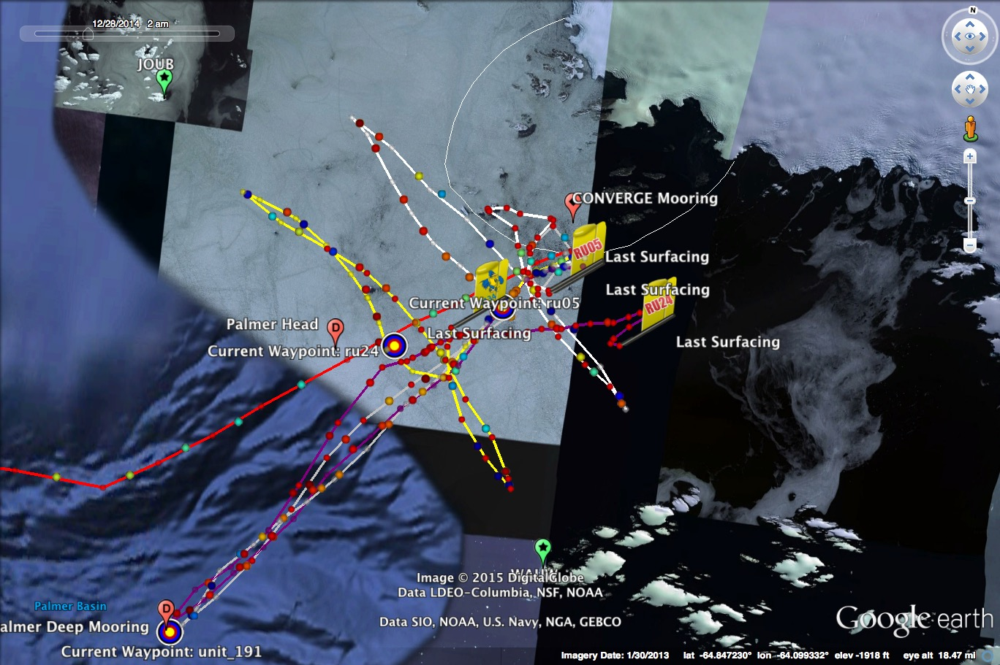 12/28/2014 2 am
N
JOUB
CONVERGE Mooring
RU05
Last Surfacing
Last Surfacing
RU24
Current Waypoint: ru05
Palmer Head
D
Last Surfacing
Last Surfacing
Current Waypoint: ru24
Image © 2015 DigitalGlobe
Data LDEO-Columbia, NSF, NOAA
Palmer Basin
D
almer Deep Mooring
Data SIO, NOAA, U.S. Navy, NGA, GEBCO
Google earth
Current Waypoint: unit_191
Imagery Date: 1/30/2013 lat -64.847230° lon -64.099332° elev -1918 ft eye alt 18.47 mi